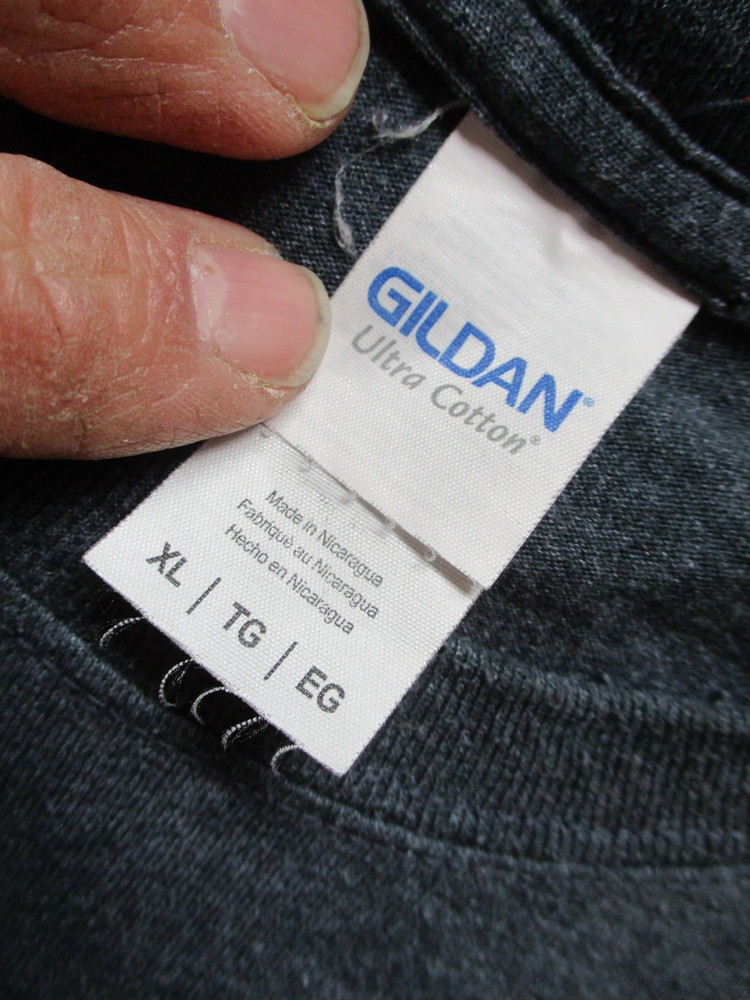 GILDAN®
Ultra Cotton®
Made in Nicaragua
Fabriqué au Nicaragua
Hecho en Nicaragua
XL | TG | EG